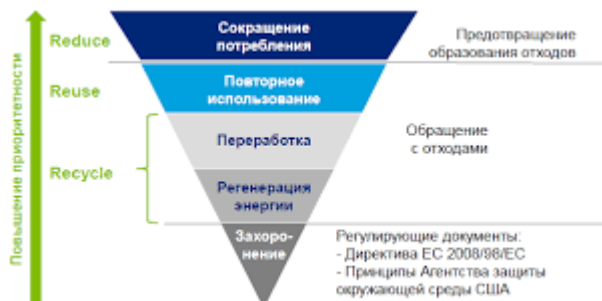 Повышение приоритетности
Reduce
Сокращение
потребления
Предотвращение
образования отходов
Reuse
Повторное
использование
Recycle
Переработка
Обращение
с отходами
Регенерация
энергии
Захоро-
нение
Регулирующие документы:
- Директива ЕС 2008/98/EC
- Принципы Агентства защиты
окружающей среды США